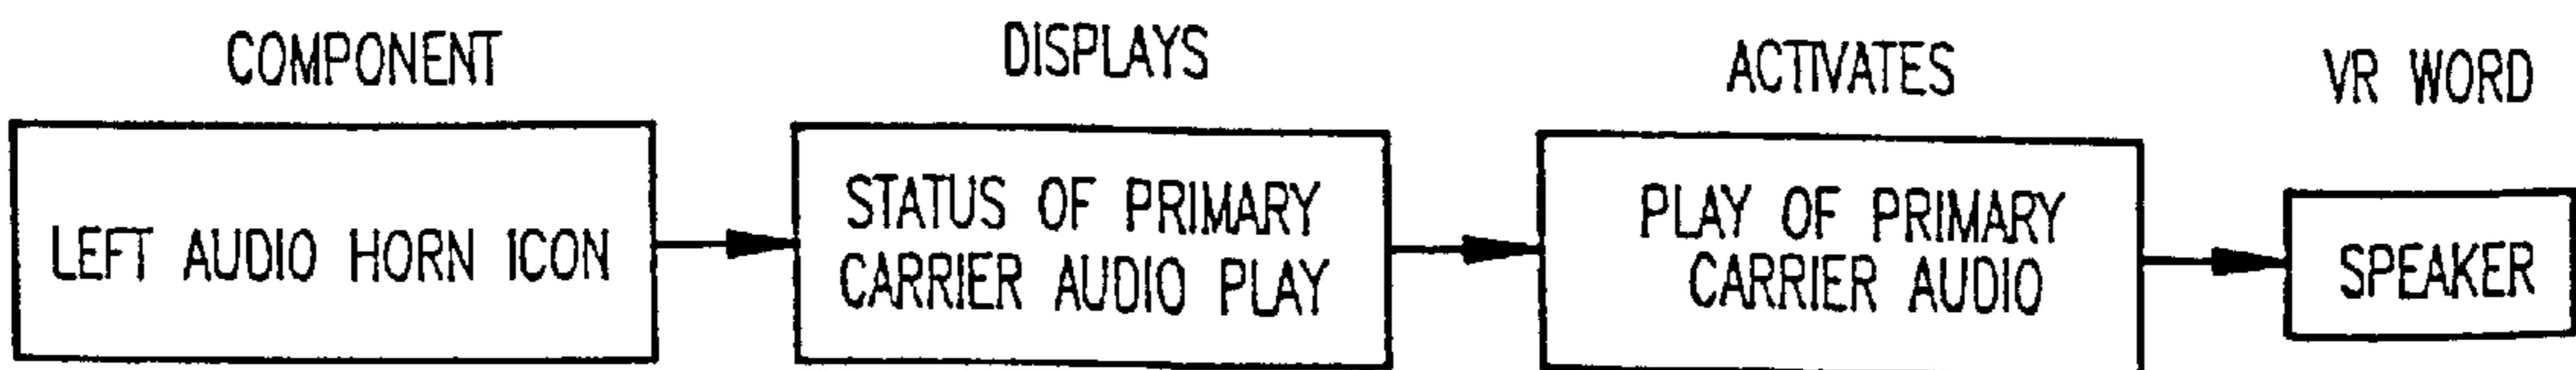 COMPONENT
DISPLAYS
ACTIVATES
VR WORD
LEFT AUDIO HORN ICON
STATUS OF PRIMARY
CARRIER AUDIO PLAY
PLAY OF PRIMARY
CARRIER AUDIO
SPEAKER